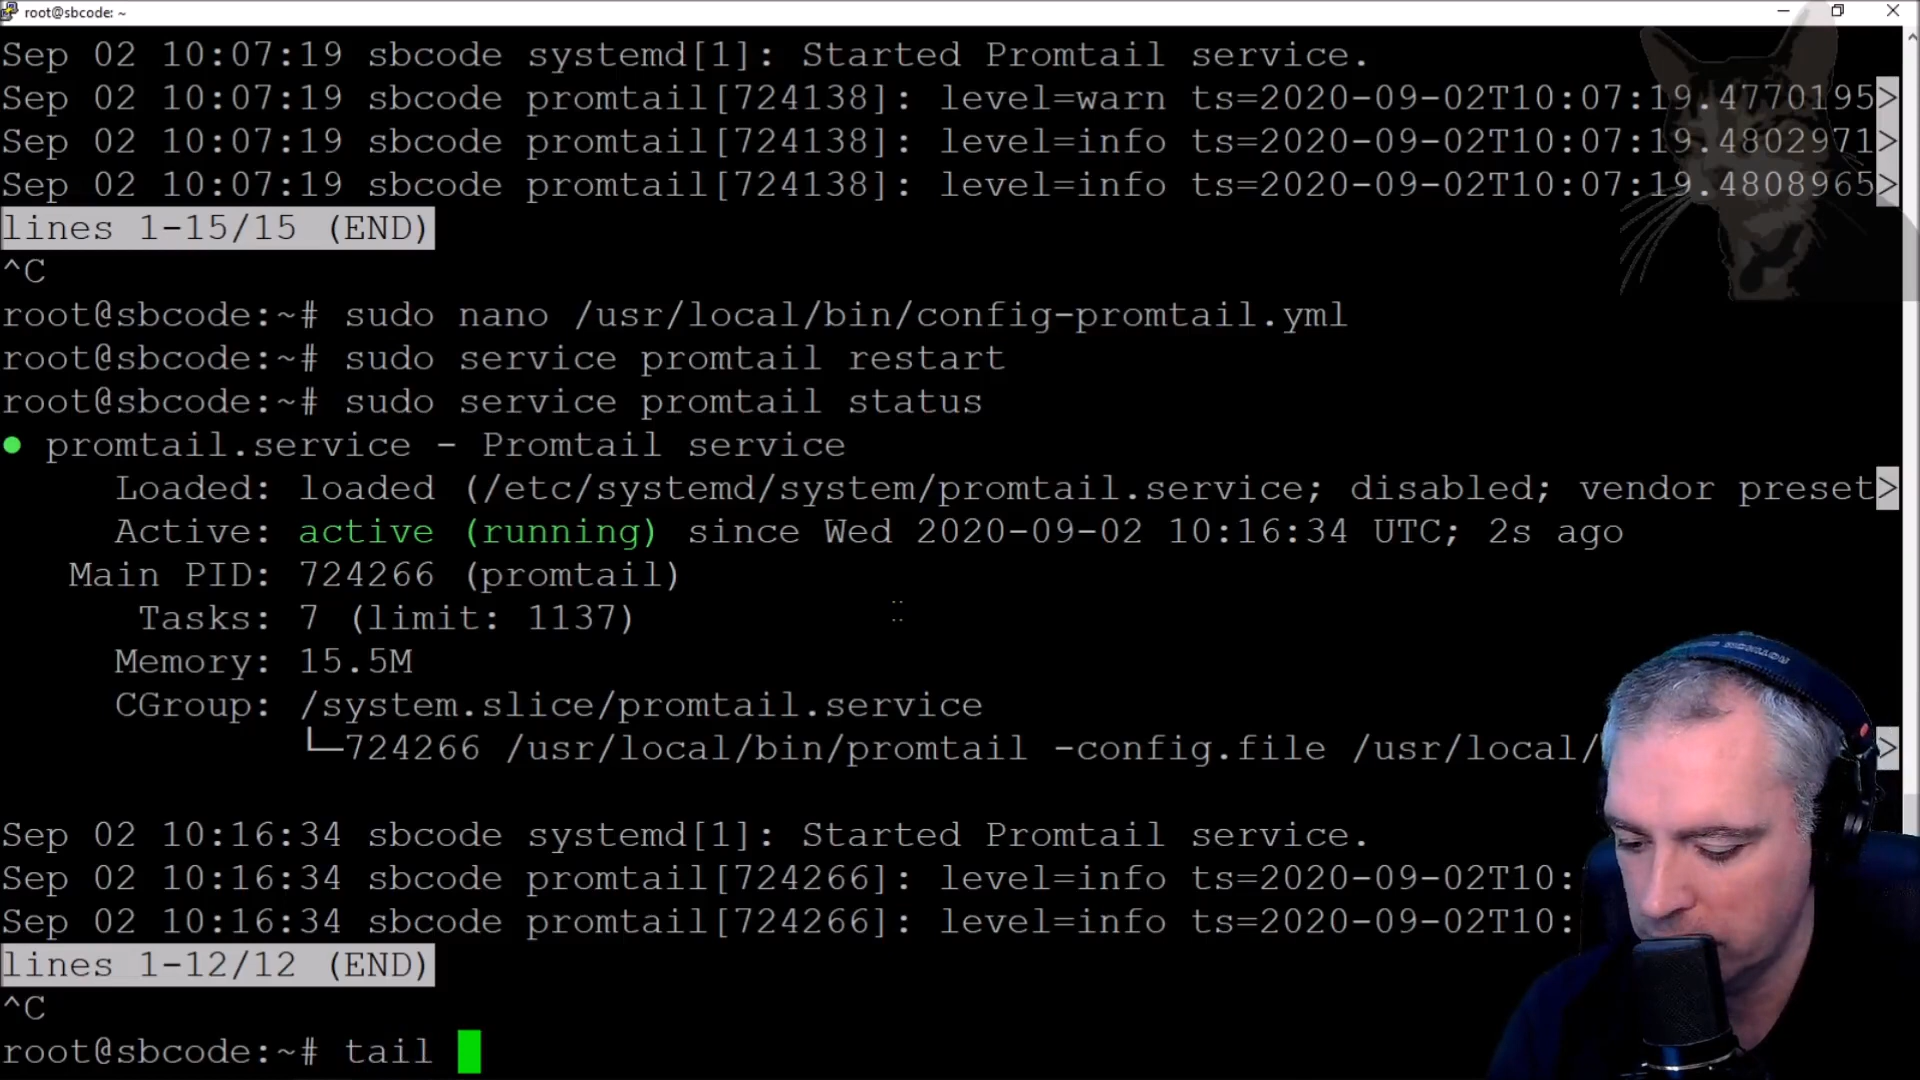 root@sbcode: ~
Sep 02 10:07:19 sbcode systemd[1]: Started Promtail service.
Sep 02 10:07:19 sbcode promtail[724138]: level=warn ts=2020-09-02T10:07:19.4770195>
Sep 02 10:07:19 sbcode promtail[724138]: level=info ts=2020-09-02T10:07:19.4802971>
Sep 02 10:07:19 sbcode promtail[724138]: level=info ts=2020-09-02T10:07:19.4808965>
lines 1-15/15 (END)
^C
root@sbcode:~# sudo nano /usr/local/bin/config-promtail.yml
root@sbcode:~# sudo service promtail restart
root@sbcode:~# sudo service promtail status
● promtail.service - Promtail service
Loaded: loaded (/etc/systemd/system/promtail.service; disabled; vendor preset>
Active: active (running) since Wed 2020-09-02 10:16:34 UTC; 2s ago
Main PID: 724266 (promtail)
Tasks: 7 (limit: 1137)
Memory: 15.5M
CGroup: /system.slice/promtail.service
└─724266 /usr/local/bin/promtail -config.file /usr/local/ >
Sep 02 10:16:34 sbcode systemd[1]: Started Promtail service.
Sep 02 10:16:34 sbcode promtail[724266]: level=info ts=2020-09-02T10:
Sep 02 10:16:34 sbcode promtail[724266]: level=info ts=2020-09-02T10:
lines 1-12/12 (END)
^C
root@sbcode:~# tail